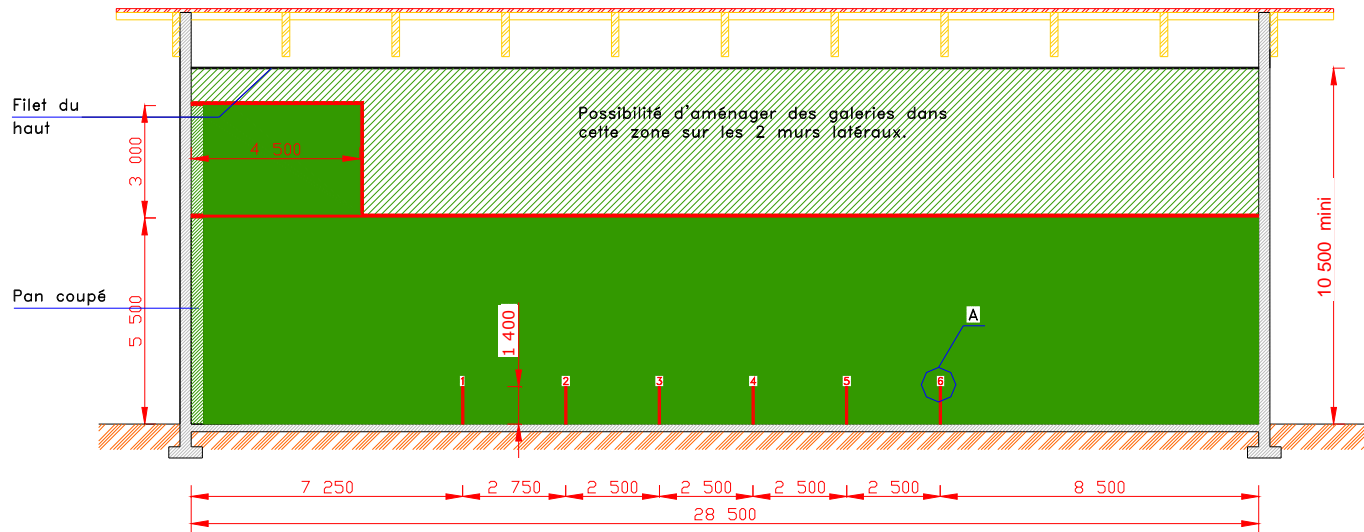 Filet du
haut
Possibilité d'aménager des galeries dans
cette zone sur les 2 murs latéraux.
4 500
3 000
10 500 mini
Pan coupé
5 500
1 400
A
1
2
3
4
5
6
7 250
2 750
2 500
2 500
2 500
2 500
8 500
28 500